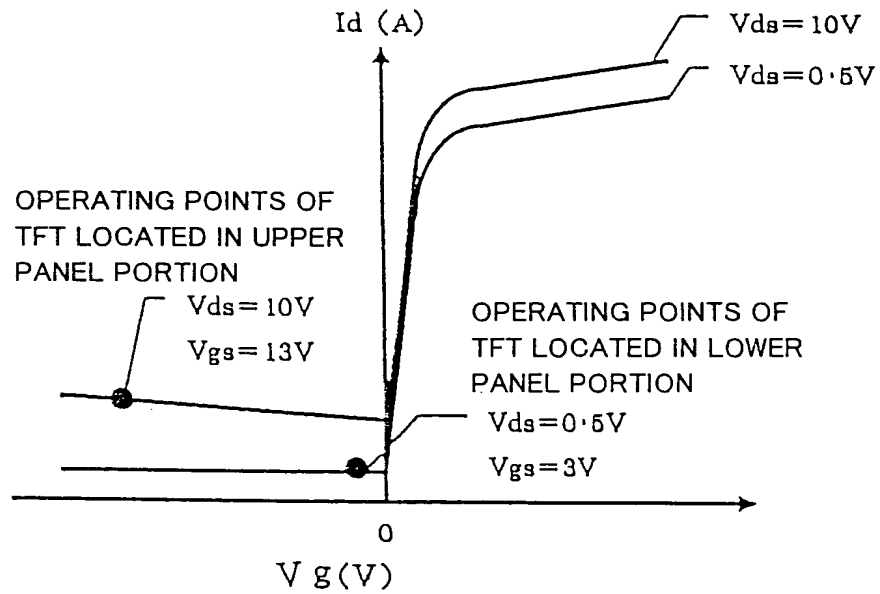 Id (A)
Vds=10V
Vds=0·5V
OPERATING POINTS OF
TFT LOCATED IN UPPER
PANEL PORTION
Vds=10V
Vgs=13V
OPERATING POINTS OF
TFT LOCATED IN LOWER
PANEL PORTION
Vds=0·5V
Vgs=3V
0
Vg(V)